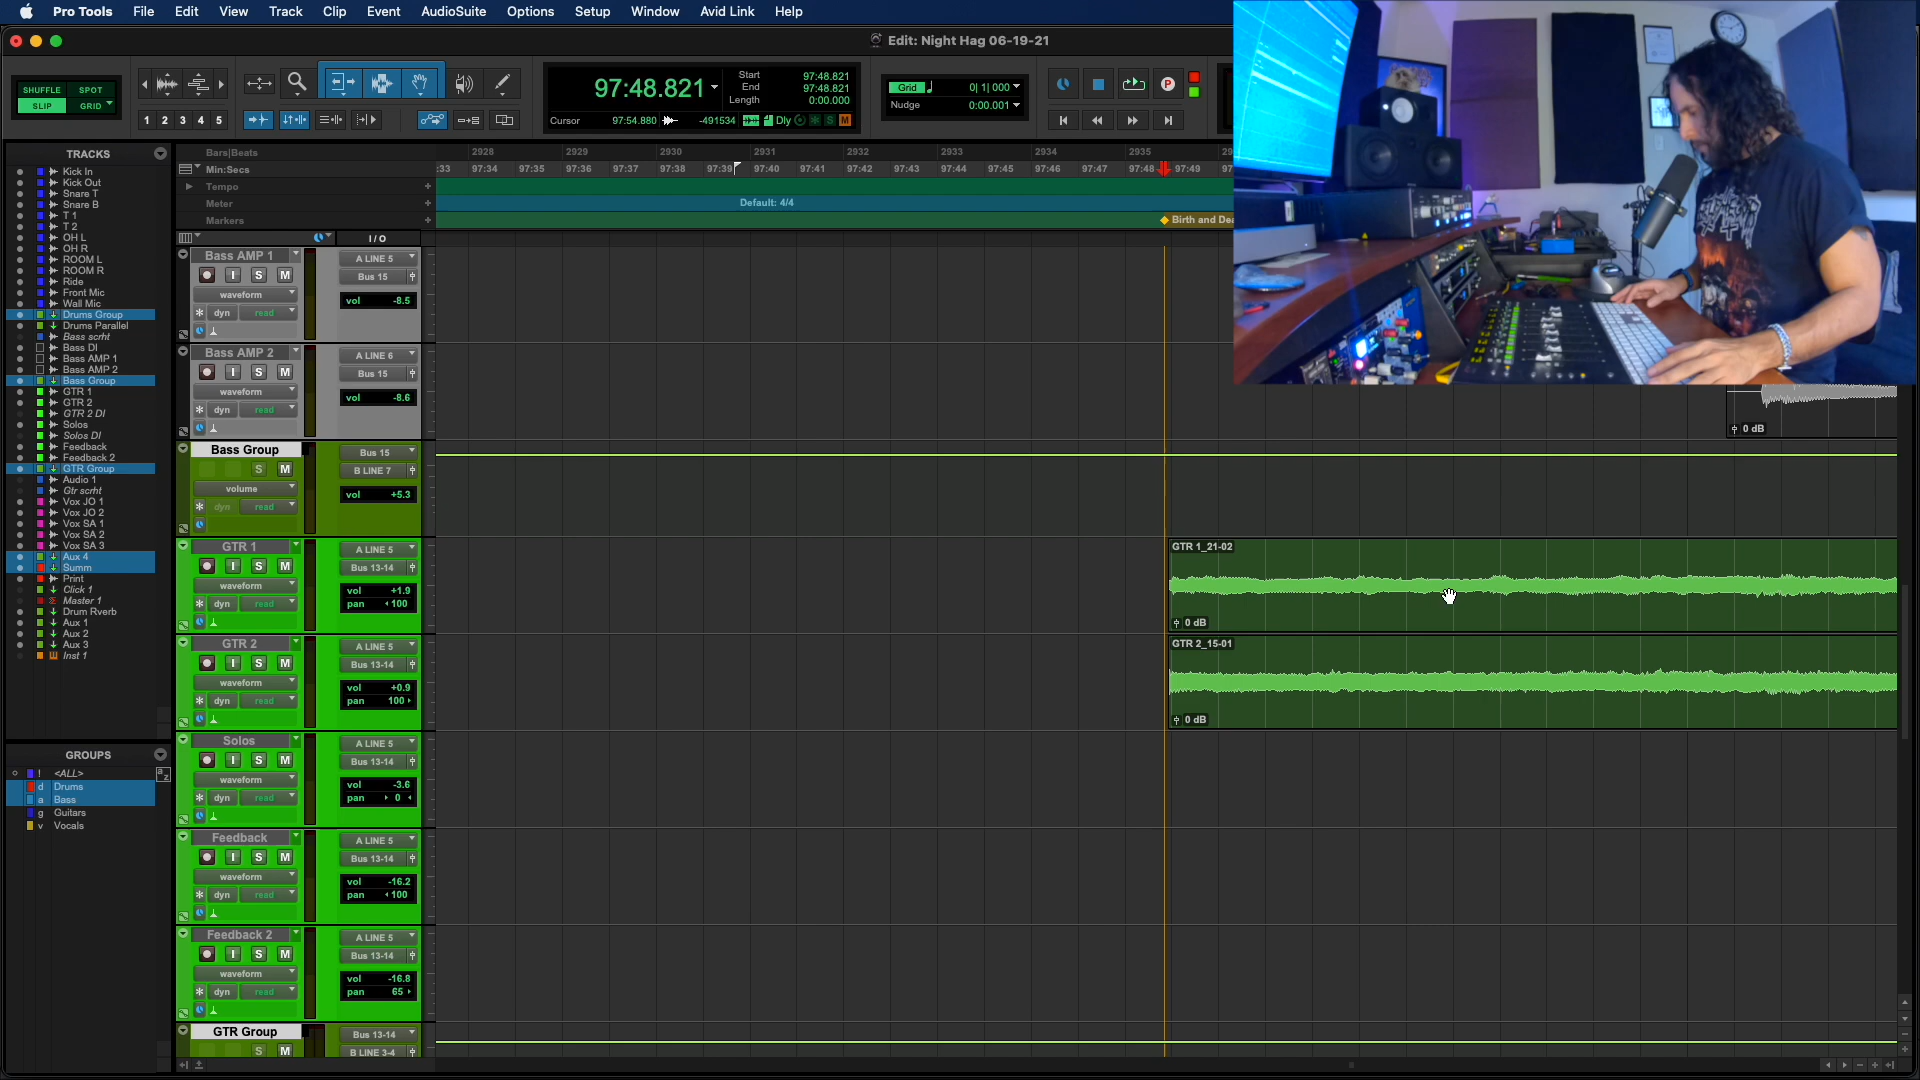 Pro Tools File Edit View Track Clip Event AudioSuite Options Setup Window Avid Link Help
Edit: Night Hag 06-19-21
SHUFFLE SPOT
SLIP GRID
1 2 3 4 5
97:48.821
Start 97:48.821
End 97:48.821
Length 0:00.000
Cursor 97:54.880 -491534 Dly S M
Grid 0| 1| 000
Nudge 0:00.001
P
TRACKS
Kick In
Kick Out
Snare T
Snare B
T 1
T 2
OH L
OH R
ROOM L
ROOM R
Ride
Front Mic
Wall Mic
Drums Group
Drums Parallel
Bass scrht
Bass DI
Bass AMP 1
Bass AMP 2
Bass Group
GTR 1
GTR 2
GTR 2 DI
Solos
Solos DI
Feedback
Feedback 2
GTR Group
Audio 1
Gtr scrht
Vox JO 1
Vox JO 2
Vox SA 1
Vox SA 2
Vox SA 3
Aux 4
Summ
Print
Click 1
Master 1
Drum Rverb
Aux 1
Aux 2
Aux 3
Inst 1
GROUPS
! <ALL>
d Drums
a Bass
g Guitars
v Vocals
Bars|Beats 2928 2929 2930 2931 2932 2933 2934 2935 29
Min:Secs :33 97:34 97:35 97:36 97:37 97:38 97:39 97:40 97:41 97:42 97:43 97:44 97:45 97:46 97:47 97:48 97:49 97
Tempo
Meter Default: 4/4
Markers Birth and Dea
I / O
Bass AMP 1 A LINE 5
I S M Bus 15
waveform vol -8.5
dyn read
Bass AMP 2 A LINE 6
I S M Bus 15
waveform vol -8.6
dyn read
0 dB
Bass Group Bus 15
S M B LINE 7
volume vol +5.3
dyn read
GTR 1 A LINE 5
I S M Bus 13-14
waveform vol +1.9
dyn read pan 100
GTR 1_21-02
0 dB
GTR 2 A LINE 5
I S M Bus 13-14
waveform vol +0.9
dyn read pan 100
GTR 2_15-01
0 dB
Solos A LINE 5
I S M Bus 13-14
waveform vol -3.6
dyn read pan 0
Feedback A LINE 5
I S M Bus 13-14
waveform vol -16.2
dyn read pan 100
Feedback 2 A LINE 5
I S M Bus 13-14
waveform vol -16.8
dyn read pan 65
GTR Group Bus 13-14
S M B LINE 3-4